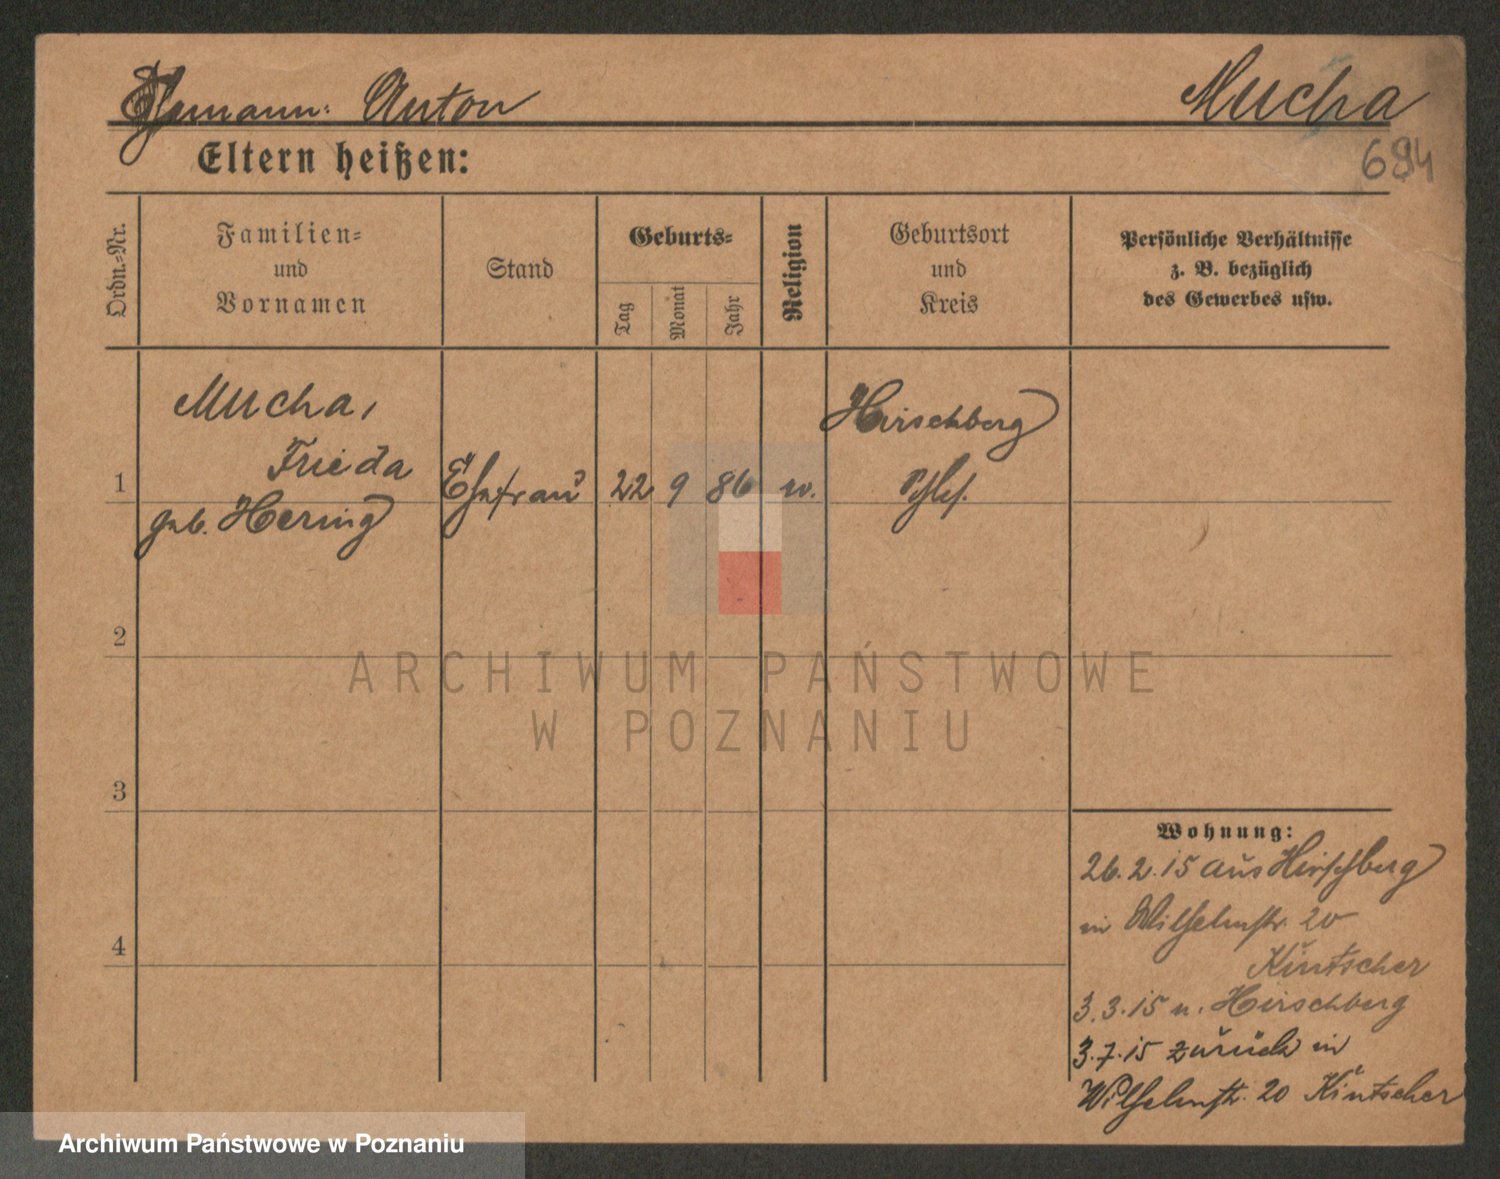 Ehemann: Anton Mucha
694
Eltern heißen:
Ordn.-Nr.
Familien-
und
Vornamen
Stand
Geburts-
Tag
Monat
Jahr
Religion
Geburtsort
und
Kreis
Persönliche Verhältnisse
z. B. bezüglich
des Gewerbes usw.
1
Mucha,
Frieda
geb. Hering
Ehefrau
22
9
86
Hirschberg
Schles.
2
3
4
Wohnung:
26.2.15 aus Hirschberg
in Wilhelmstr. 20
Kintscher
3.3.15 n. Hirschberg
3.7.15 zurück in
Wilhelmstr. 20 Kintscher
ARCHIWUM PAŃSTWOWE
W POZNANIU
Archiwum Państwowe w Poznaniu